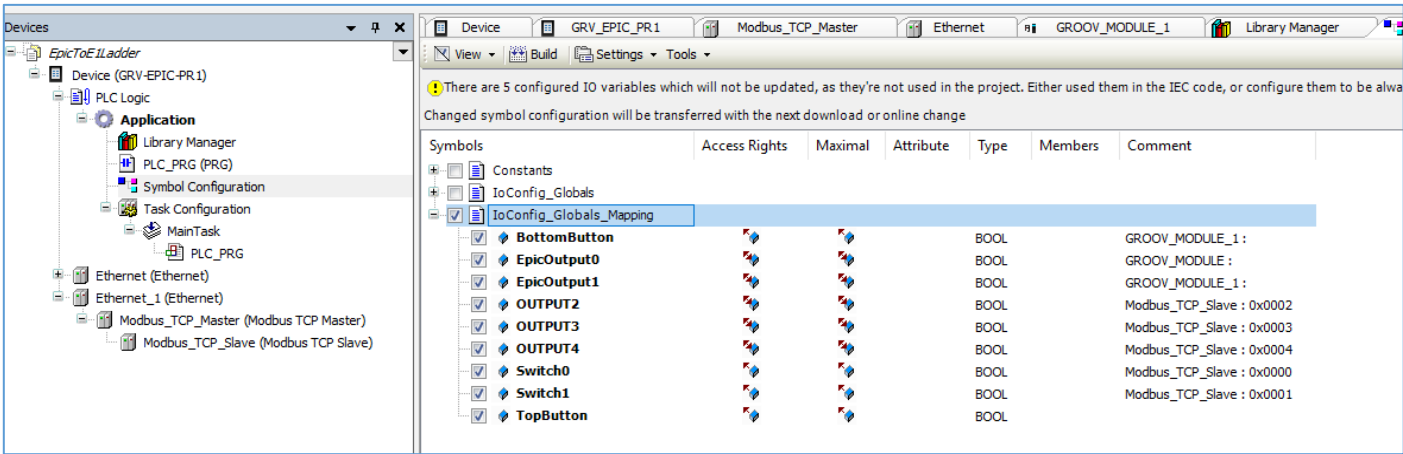 Devices
EpicToE1Ladder
Device (GRV-EPIC-PR1)
PLC Logic
Application
Library Manager
PLC_PRG (PRG)
Symbol Configuration
Task Configuration
MainTask
PLC_PRG
Ethernet (Ethernet)
Ethernet_1 (Ethernet)
Modbus_TCP_Master (Modbus TCP Master)
Modbus_TCP_Slave (Modbus TCP Slave)
Device GRV_EPIC_PR1 Modbus_TCP_Master Ethernet GROOV_MODULE_1 Library Manager
View Build Settings Tools
There are 5 configured IO variables which will not be updated, as they're not used in the project. Either used them in the IEC code, or configure them to be alwa
Changed symbol configuration will be transferred with the next download or online change
Symbols Access Rights Maximal Attribute Type Members Comment
Constants
IoConfig_Globals
IoConfig_Globals_Mapping
BottomButton BOOL GROOV_MODULE_1 :
EpicOutput0 BOOL GROOV_MODULE :
EpicOutput1 BOOL GROOV_MODULE_1 :
OUTPUT2 BOOL Modbus_TCP_Slave : 0x0002
OUTPUT3 BOOL Modbus_TCP_Slave : 0x0003
OUTPUT4 BOOL Modbus_TCP_Slave : 0x0004
Switch0 BOOL Modbus_TCP_Slave : 0x0000
Switch1 BOOL Modbus_TCP_Slave : 0x0001
TopButton BOOL